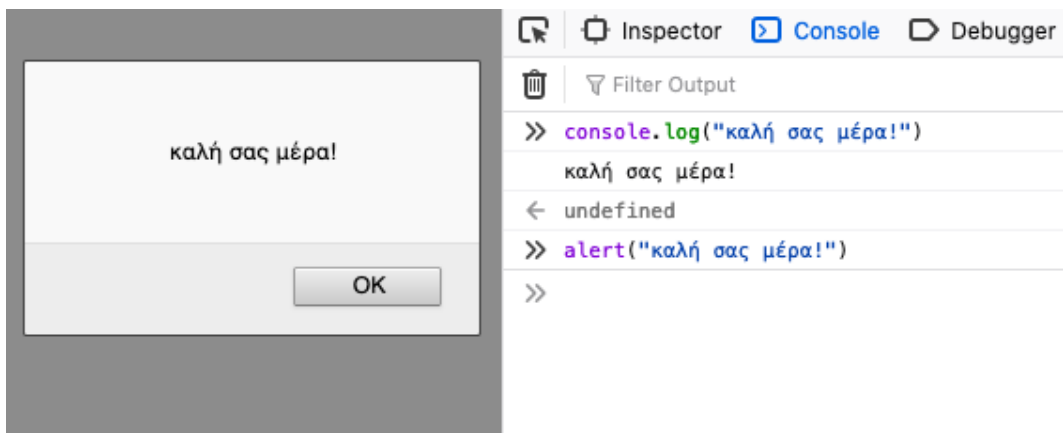 καλή σας μέρα!
OK
Inspector Console Debugger
Filter Output
console.log("καλή σας μέρα!")
καλή σας μέρα!
undefined
alert("καλή σας μέρα!")